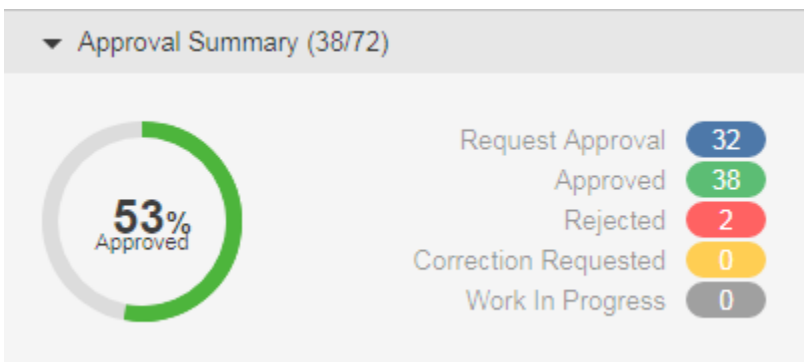 Approval Summary (38/72)
53%
Approved
Request Approval 32
Approved 38
Rejected 2
Correction Requested 0
Work In Progress 0